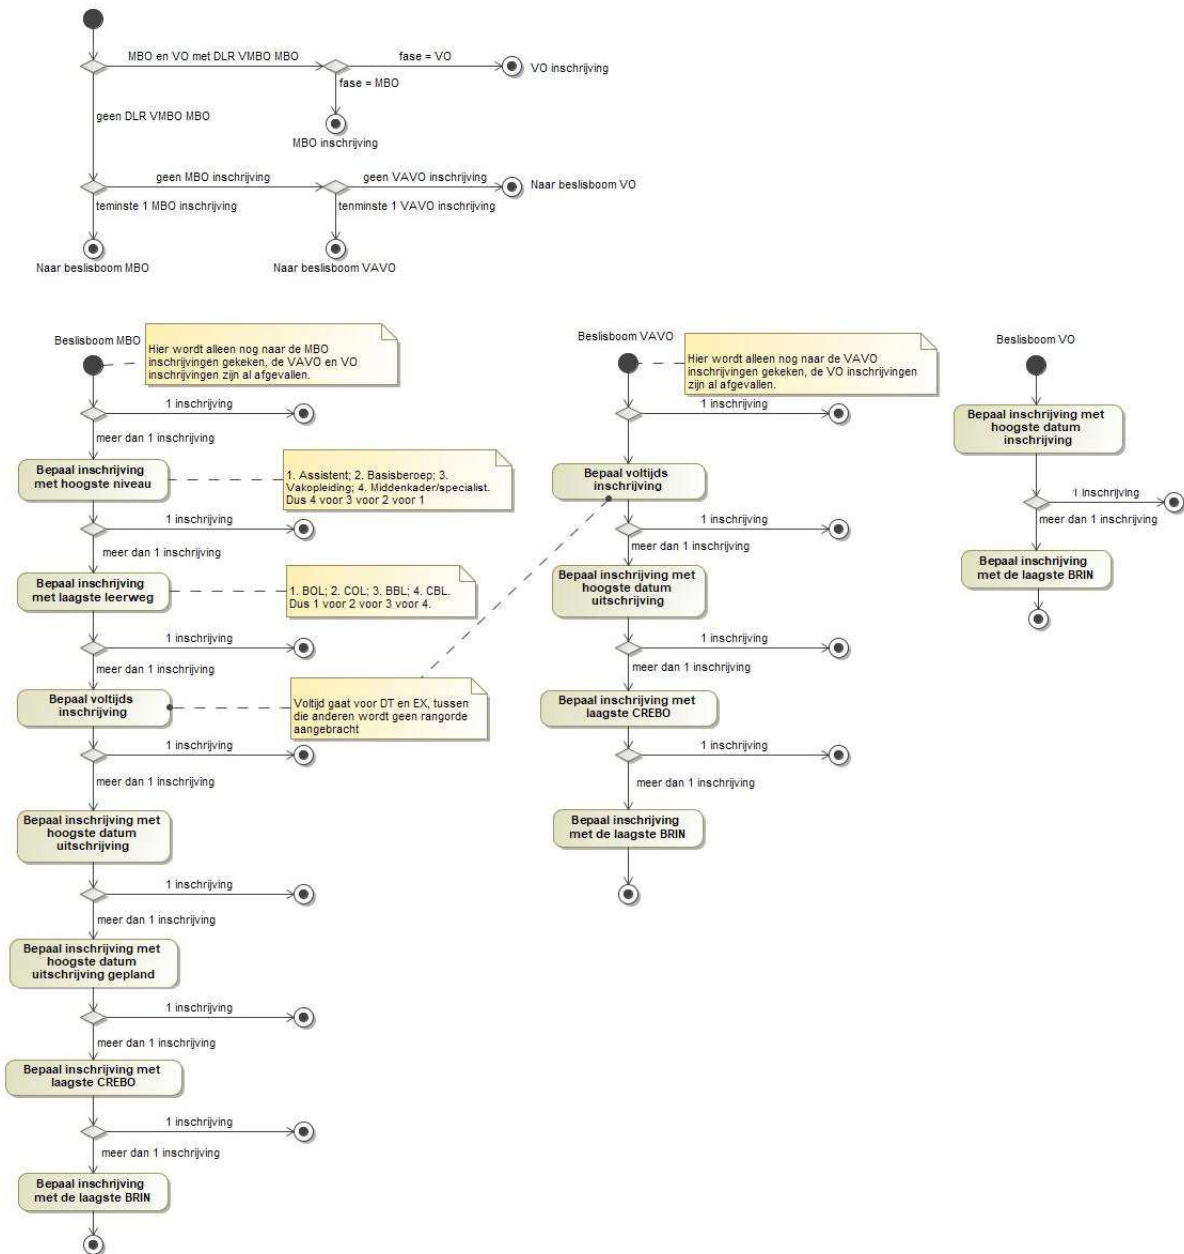 MBO en VO met DLR VMBO MBO
fase = VO
VO inschrijving
fase = MBO
MBO inschrijving
geen DLR VMBO MBO
geen MBO inschrijving
geen VAVO inschrijving
Naar beslisboom VO
teminste 1 MBO inschrijving
tenminste 1 VAVO inschrijving
Naar beslisboom MBO
Naar beslisboom VAVO
Beslisboom MBO
Hier wordt alleen nog naar de MBO
inschrijvingen gekeken, de VAVO en VO
inschrijvingen zijn al afgevallen.
1 inschrijving
meer dan 1 inschrijving
Bepaal inschrijving
met hoogste niveau
1. Assistent; 2. Basisberoep; 3.
Vakopleiding; 4. Middenkader/specialist.
Dus 4 voor 3 voor 2 voor 1
1 inschrijving
meer dan 1 inschrijving
Bepaal inschrijving
met laagste leerweg
1. BOL; 2. COL; 3. BBL; 4. CBL.
Dus 1 voor 2 voor 3 voor 4.
1 inschrijving
meer dan 1 inschrijving
Bepaal voltijds
inschrijving
Voltijd gaat voor DT en EX, tussen
die anderen wordt geen rangorde
aangebracht
1 inschrijving
meer dan 1 inschrijving
Bepaal inschrijving met
hoogste datum
uitschrijving
1 inschrijving
meer dan 1 inschrijving
Bepaal inschrijving met
hoogste datum
uitschrijving gepland
1 inschrijving
meer dan 1 inschrijving
Bepaal inschrijving met
laagste CREBO
1 inschrijving
meer dan 1 inschrijving
Bepaal inschrijving
met de laagste BRIN
Beslisboom VAVO
Hier wordt alleen nog naar de VAVO
inschrijvingen gekeken, de VO inschrijvingen
zijn al afgevallen.
1 inschrijving
Bepaal voltijds
inschrijving
1 inschrijving
meer dan 1 inschrijving
Bepaal inschrijving met
hoogste datum
uitschrijving
1 inschrijving
meer dan 1 inschrijving
Bepaal inschrijving met
laagste CREBO
1 inschrijving
meer dan 1 inschrijving
Bepaal inschrijving
met de laagste BRIN
Beslisboom VO
Bepaal inschrijving met
hoogste datum
inschrijving
1 inschrijving
meer dan 1 inschrijving
Bepaal inschrijving
met de laagste BRIN